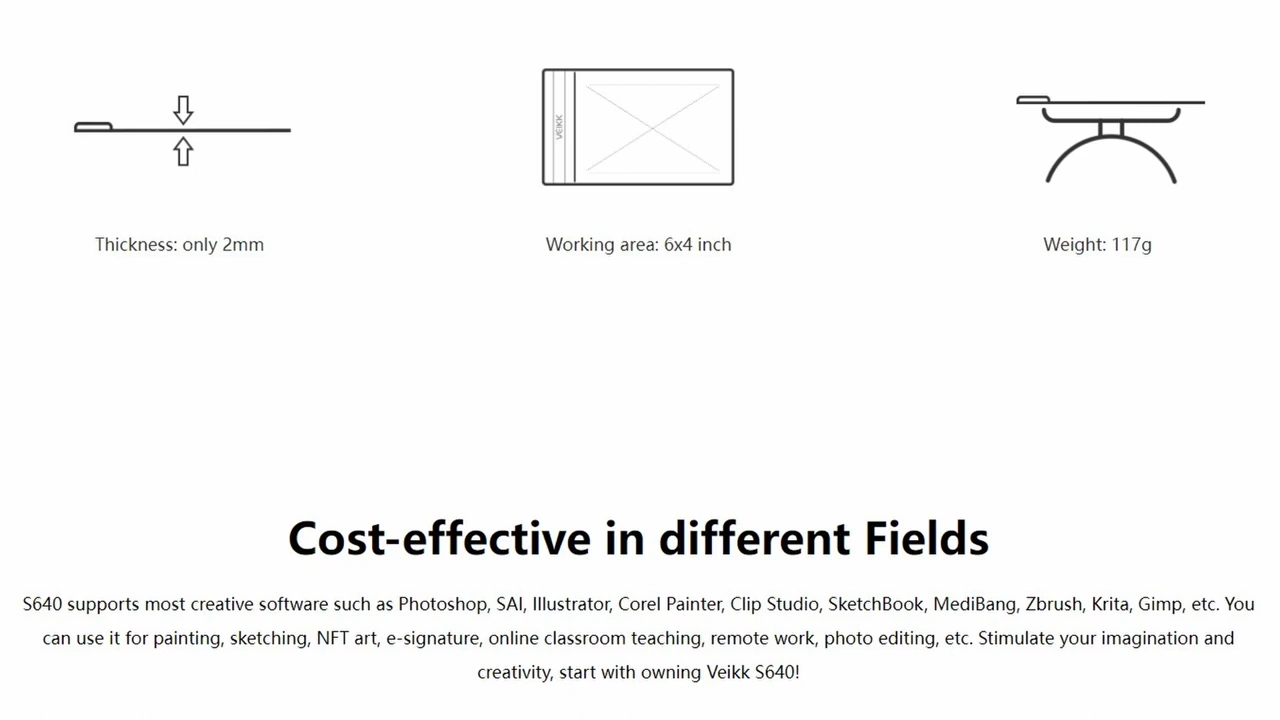 VEIKK
Thickness: only 2mm
Working area: 6x4 inch
Weight: 117g
Cost-effective in different Fields
S640 supports most creative software such as Photoshop, SAI, Illustrator, Corel Painter, Clip Studio, SketchBook, MediBang, Zbrush, Krita, Gimp, etc. You
can use it for painting, sketching, NFT art, e-signature, online classroom teaching, remote work, photo editing, etc. Stimulate your imagination and
creativity, start with owning Veikk S640!